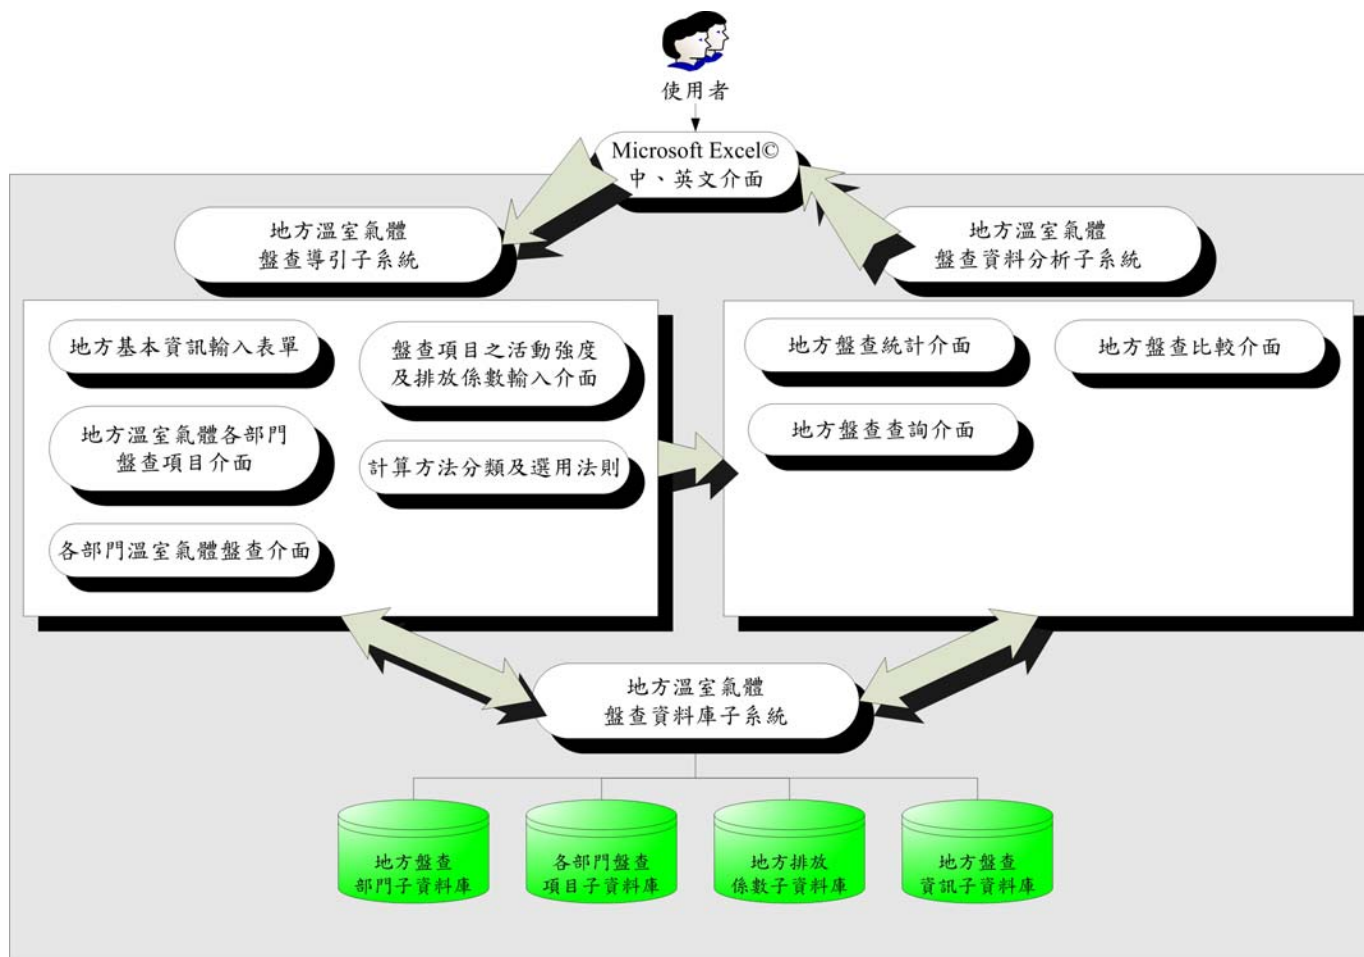 使用者
Microsoft Excel©
中、英文介面
地方溫室氣體
盤查導引子系統
地方溫室氣體
盤查資料分析子系統
地方基本資訊輸入表單
盤查項目之活動強度
及排放係數輸入介面
地方溫室氣體各部門
盤查項目介面
計算方法分類及選用法則
各部門溫室氣體盤查介面
地方盤查統計介面
地方盤查比較介面
地方盤查查詢介面
地方溫室氣體
盤查資料庫子系統
地方盤查
部門子資料庫
各部門盤查
項目子資料庫
地方排放
係數子資料庫
地方盤查
資訊子資料庫